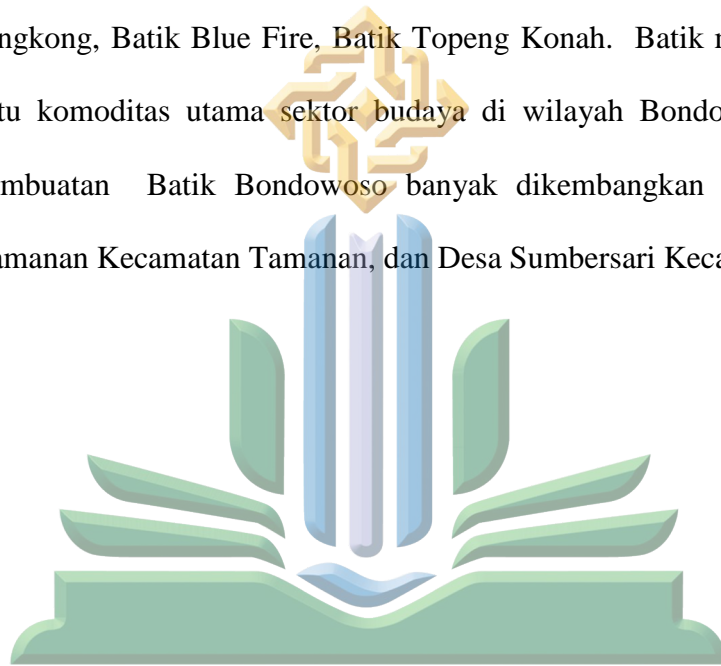 ngkong, Batik Blue Fire, Batik Topeng Konah. Batik
tu komoditas utama sektor budaya di wilayah Bondo
mbuatan Batik Bondowoso banyak dikembangkan
amanan Kecamatan Tamanan, dan Desa Sumbersari Keca